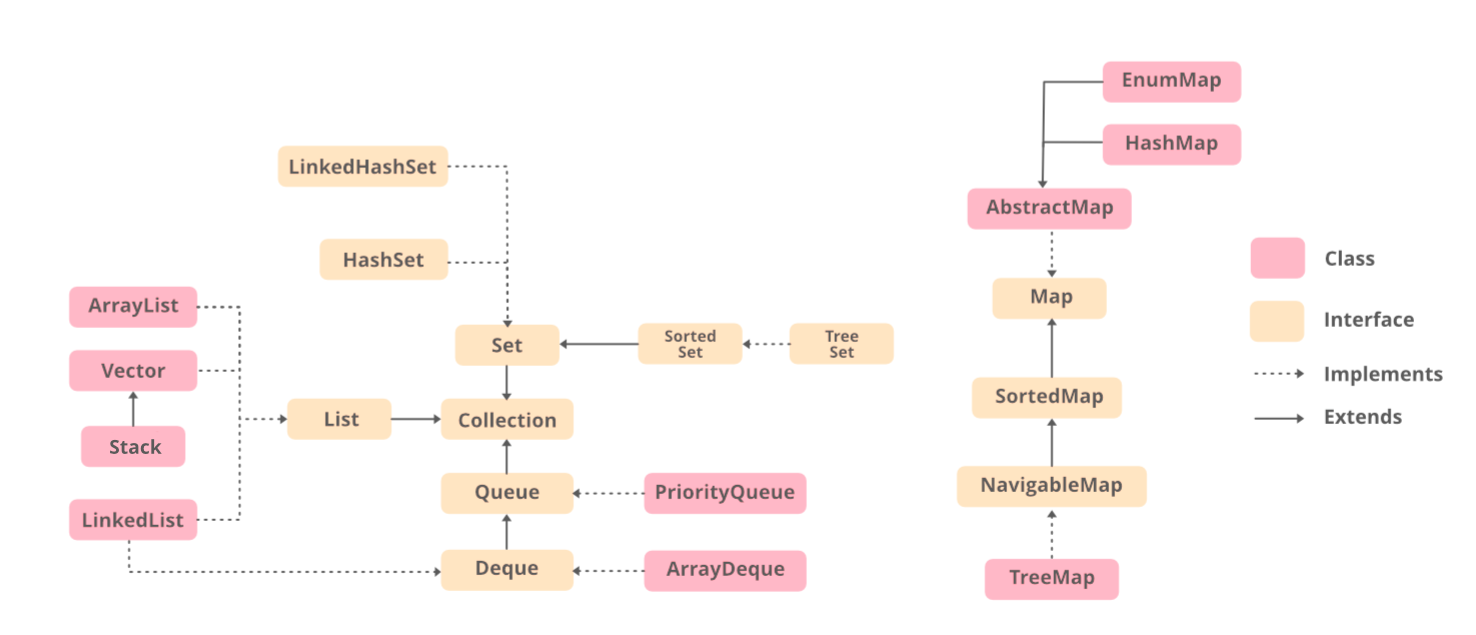 EnumMap
HashMap
LinkedHashSet
AbstractMap
HashSet
Class
Map
ArrayList
Interface
Set
Sorted
Set
Tree
Set
Vector
Implements
SortedMap
List
Collection
Extends
Stack
Queue
PriorityQueue
NavigableMap
LinkedList
Deque
ArrayDeque
TreeMap